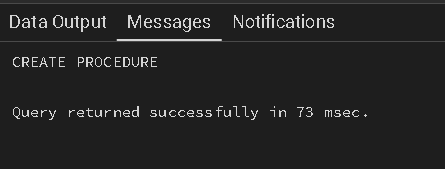 Data Output Messages Notifications
CREATE PROCEDURE
Query returned successfully in 73 msec.